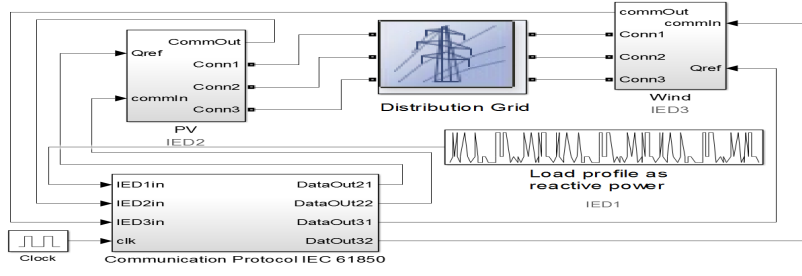 commOut
commIn
Conn1
Conn2
Qref
Conn3
Wind
IED3
CommOut
Qref
Conn1
Conn2
commIn
Conn3
PV
IED2
Distribution Grid
Load profile as
reactive power
IED1
IED1in
DataOut21
IED2in
DataOUt22
IED3in
DataOut31
clk
DatOut32
Clock
Communication Protocol IEC 61850